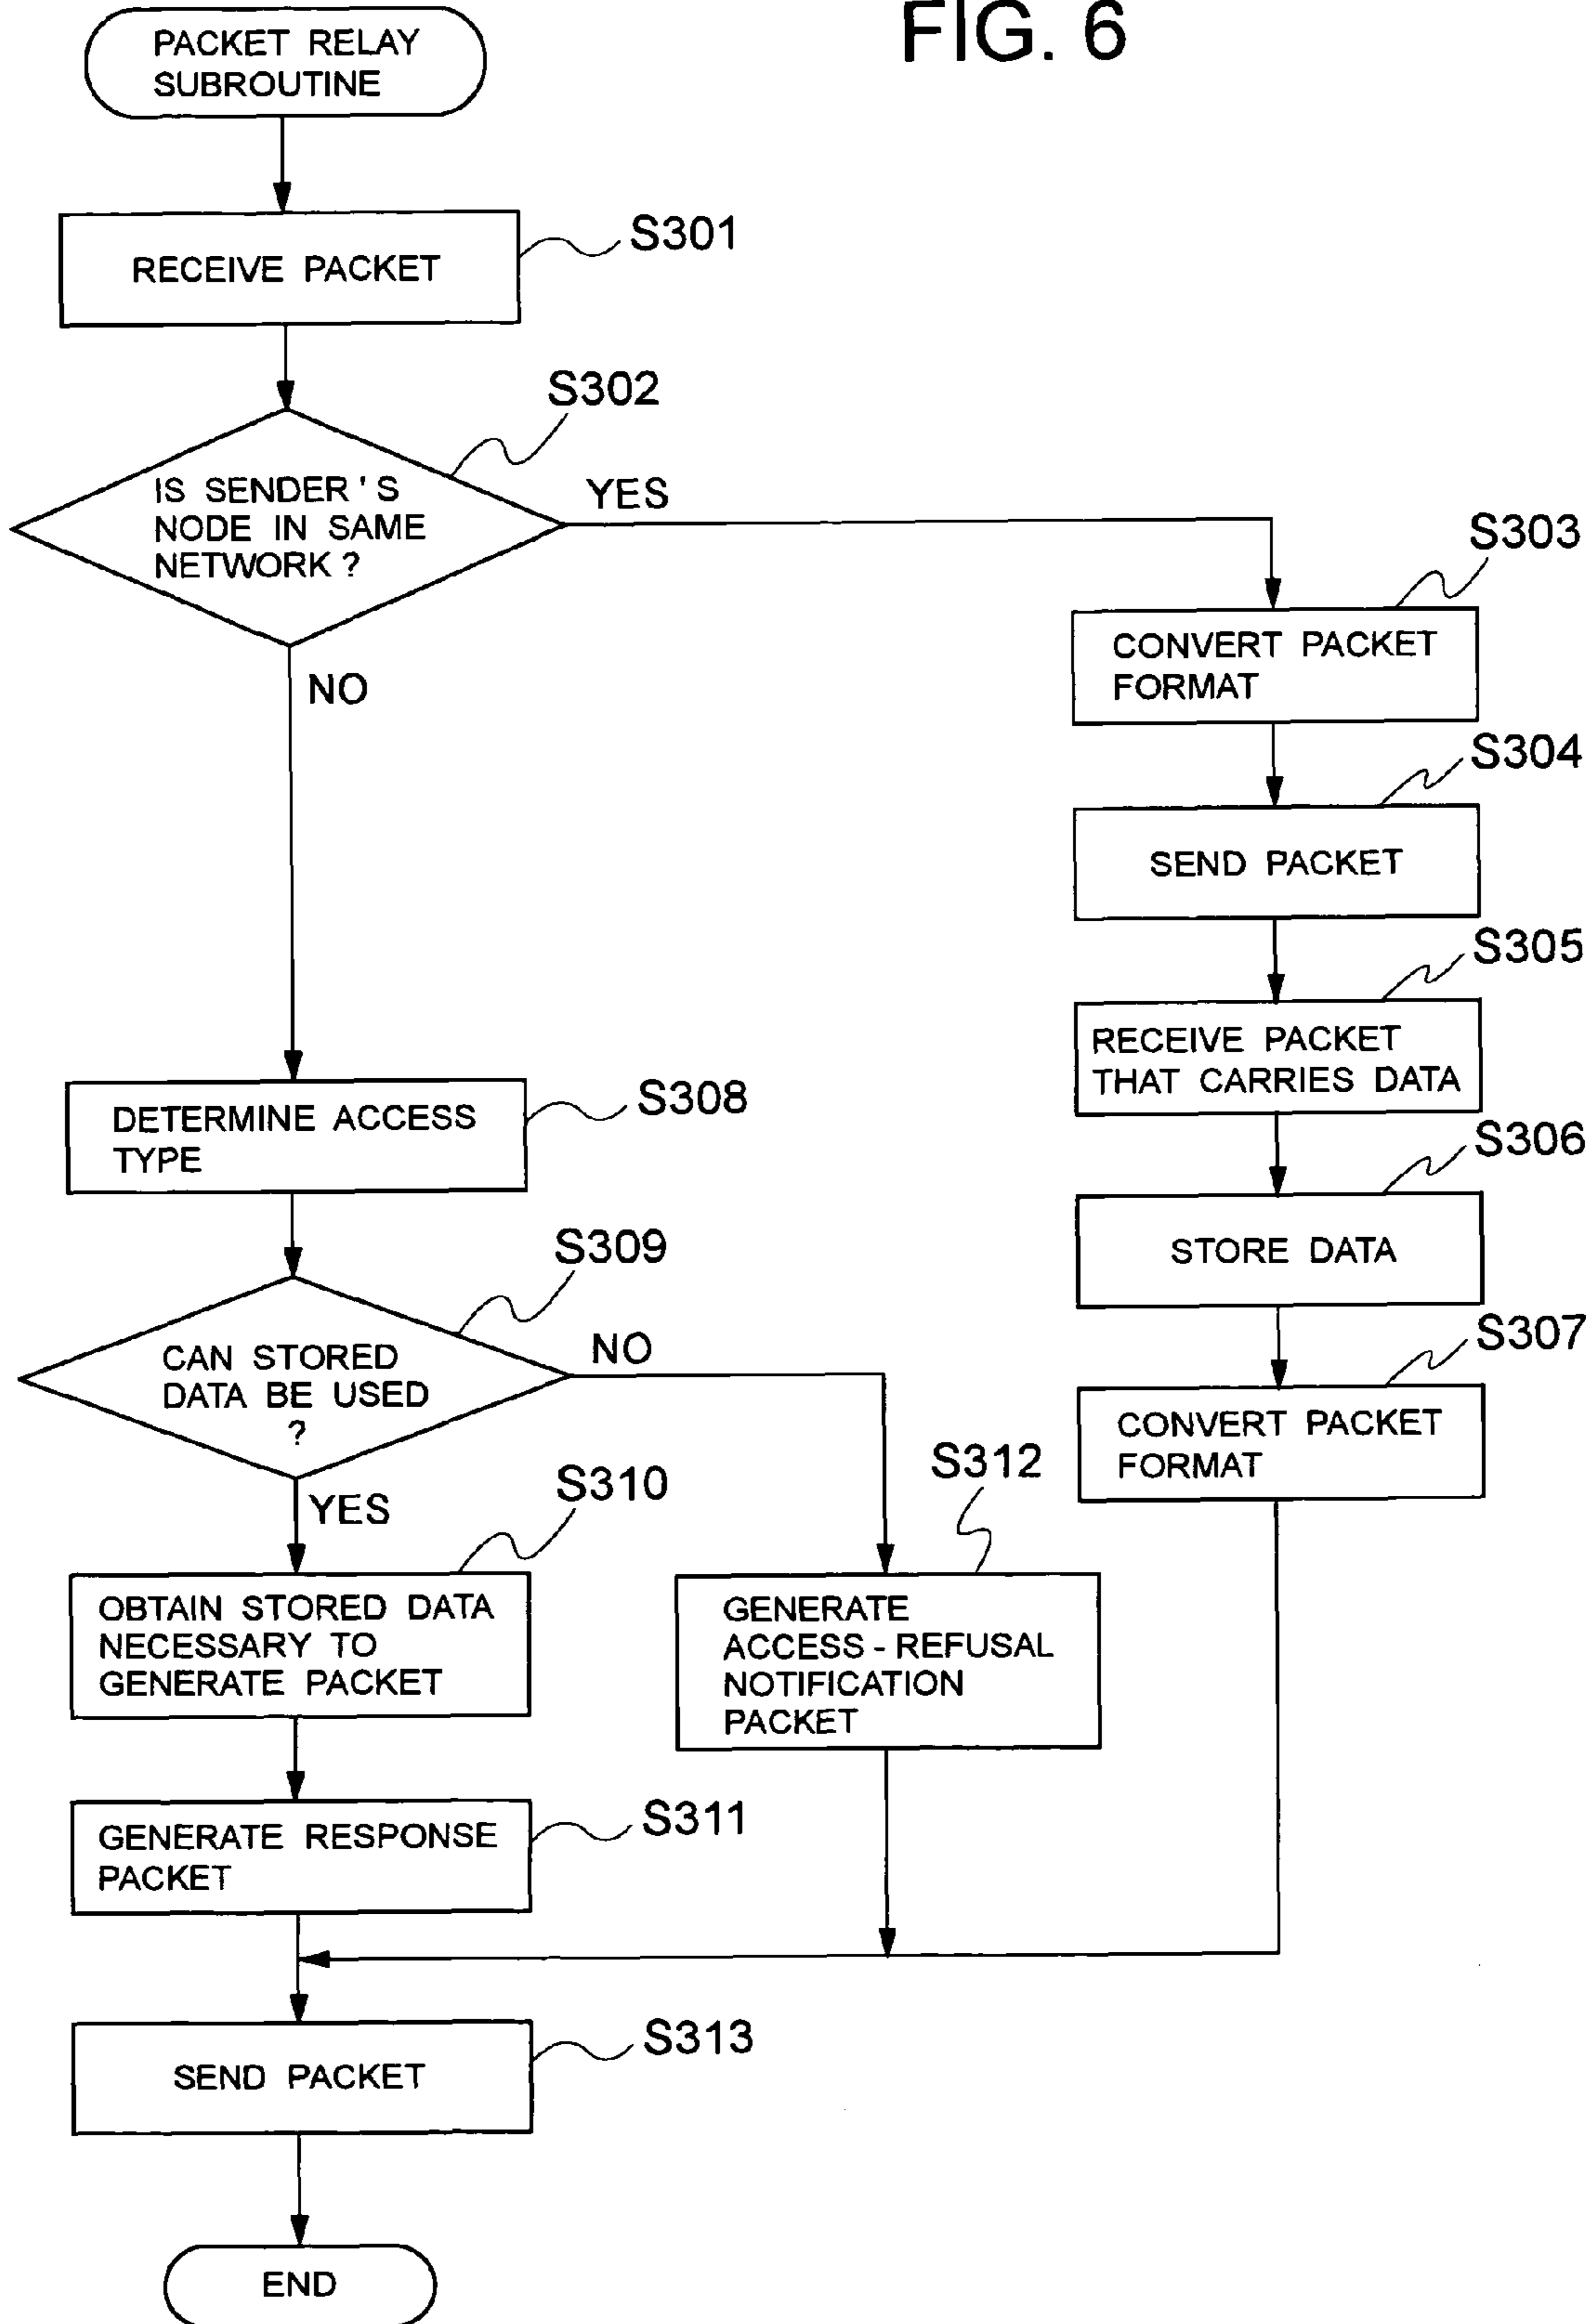 FIG. 6
PACKET RELAY
SUBROUTINE
RECEIVE PACKET
S301
S302
IS SENDER'S
NODE IN SAME
NETWORK?
YES
NO
S303
CONVERT PACKET
FORMAT
S304
SEND PACKET
S305
RECEIVE PACKET
THAT CARRIES DATA
S306
STORE DATA
S307
CONVERT PACKET
FORMAT
DETERMINE ACCESS
TYPE
S308
S309
CAN STORED
DATA BE USED
?
NO
YES
S310
OBTAIN STORED DATA
NECESSARY TO
GENERATE PACKET
S312
GENERATE
ACCESS-REFUSAL
NOTIFICATION
PACKET
GENERATE RESPONSE
PACKET
S311
SEND PACKET
S313
END